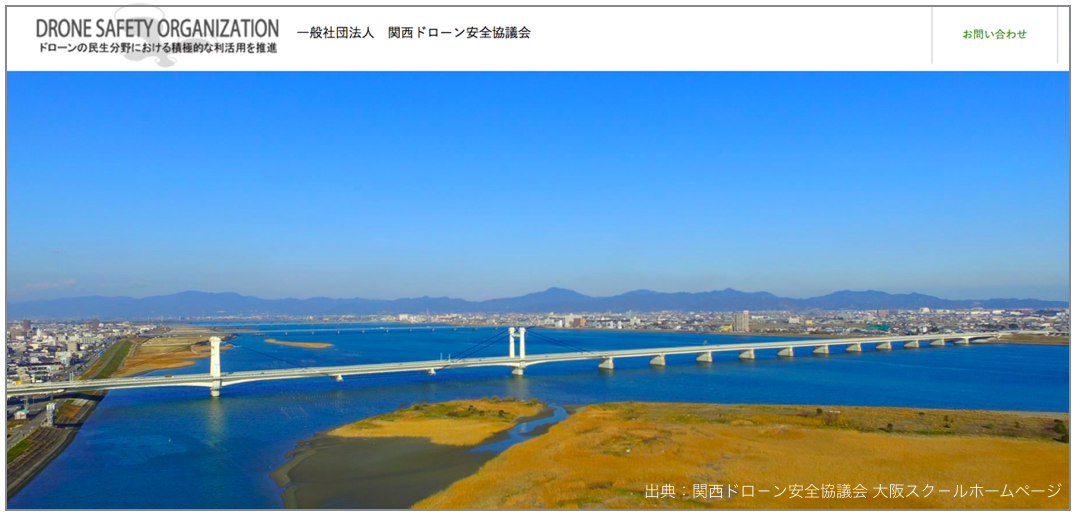 DRONE SAFETY ORGANIZATION
ドローンの民生分野における積極的な利活用を推進
一般社団法人　関西ドローン安全協議会
お問い合わせ
出典：関西ドローン安全協議会 大阪スクールホームページ